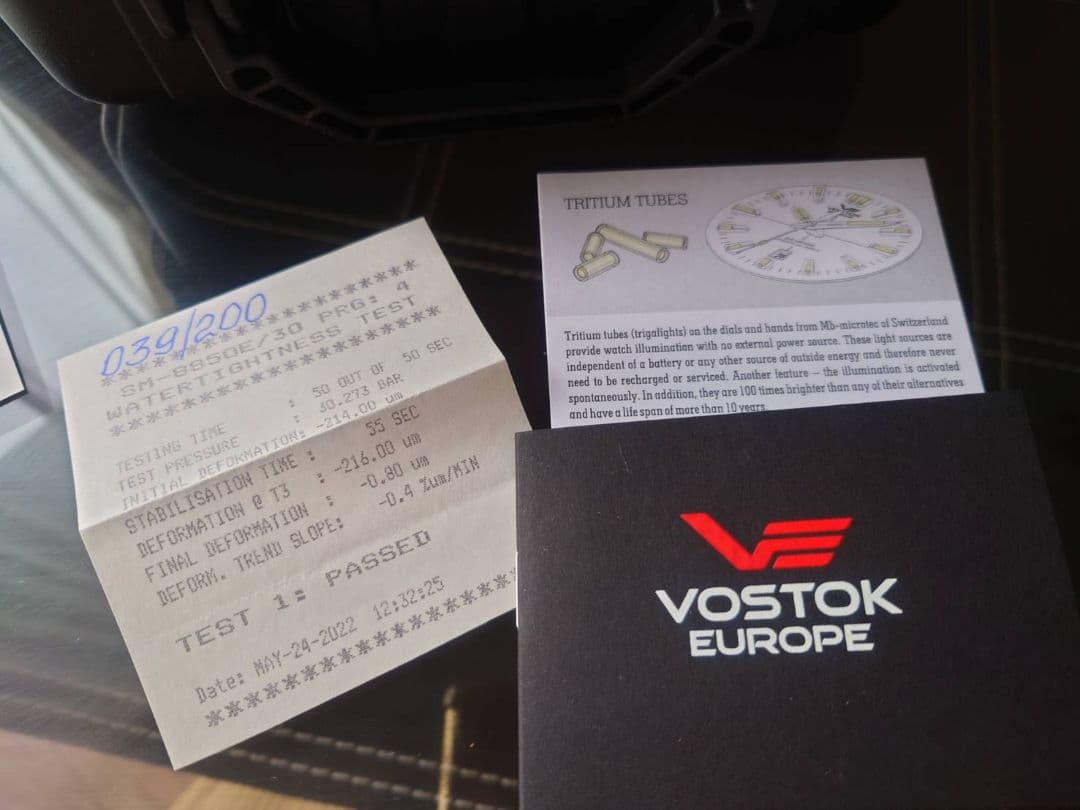 039/200
********************
SM-8850E/30 PRG: 4
WATERTIGHTNESS TEST
********************
TESTING TIME : 50 OUT OF 50 SEC
TEST PRESSURE : 30.273 BAR
INITIAL DEFORMATION: -214.00 um
STABILISATION TIME : 55 SEC
DEFORMATION @ T3 : -216.00 um
FINAL DEFORMATION : -0.80 um
DEFORM. TREND SLOPE: -0.4 %um/MIN
TEST 1: PASSED
Date: MAY-24-2022 12:32:25
********************
TRITIUM TUBES
Tritium tubes (trigalights) on the dials and hands from Mb-microtec of Switzerland
provide watch illumination with no external power source. These light sources are
independent of a battery or any other source of outside energy and therefore never
need to be recharged or serviced. Another feature – the illumination is activated
spontaneously. In addition, they are 100 times brighter than any of their alternatives
and have a life span of more than 10 years.
VOSTOK
EUROPE